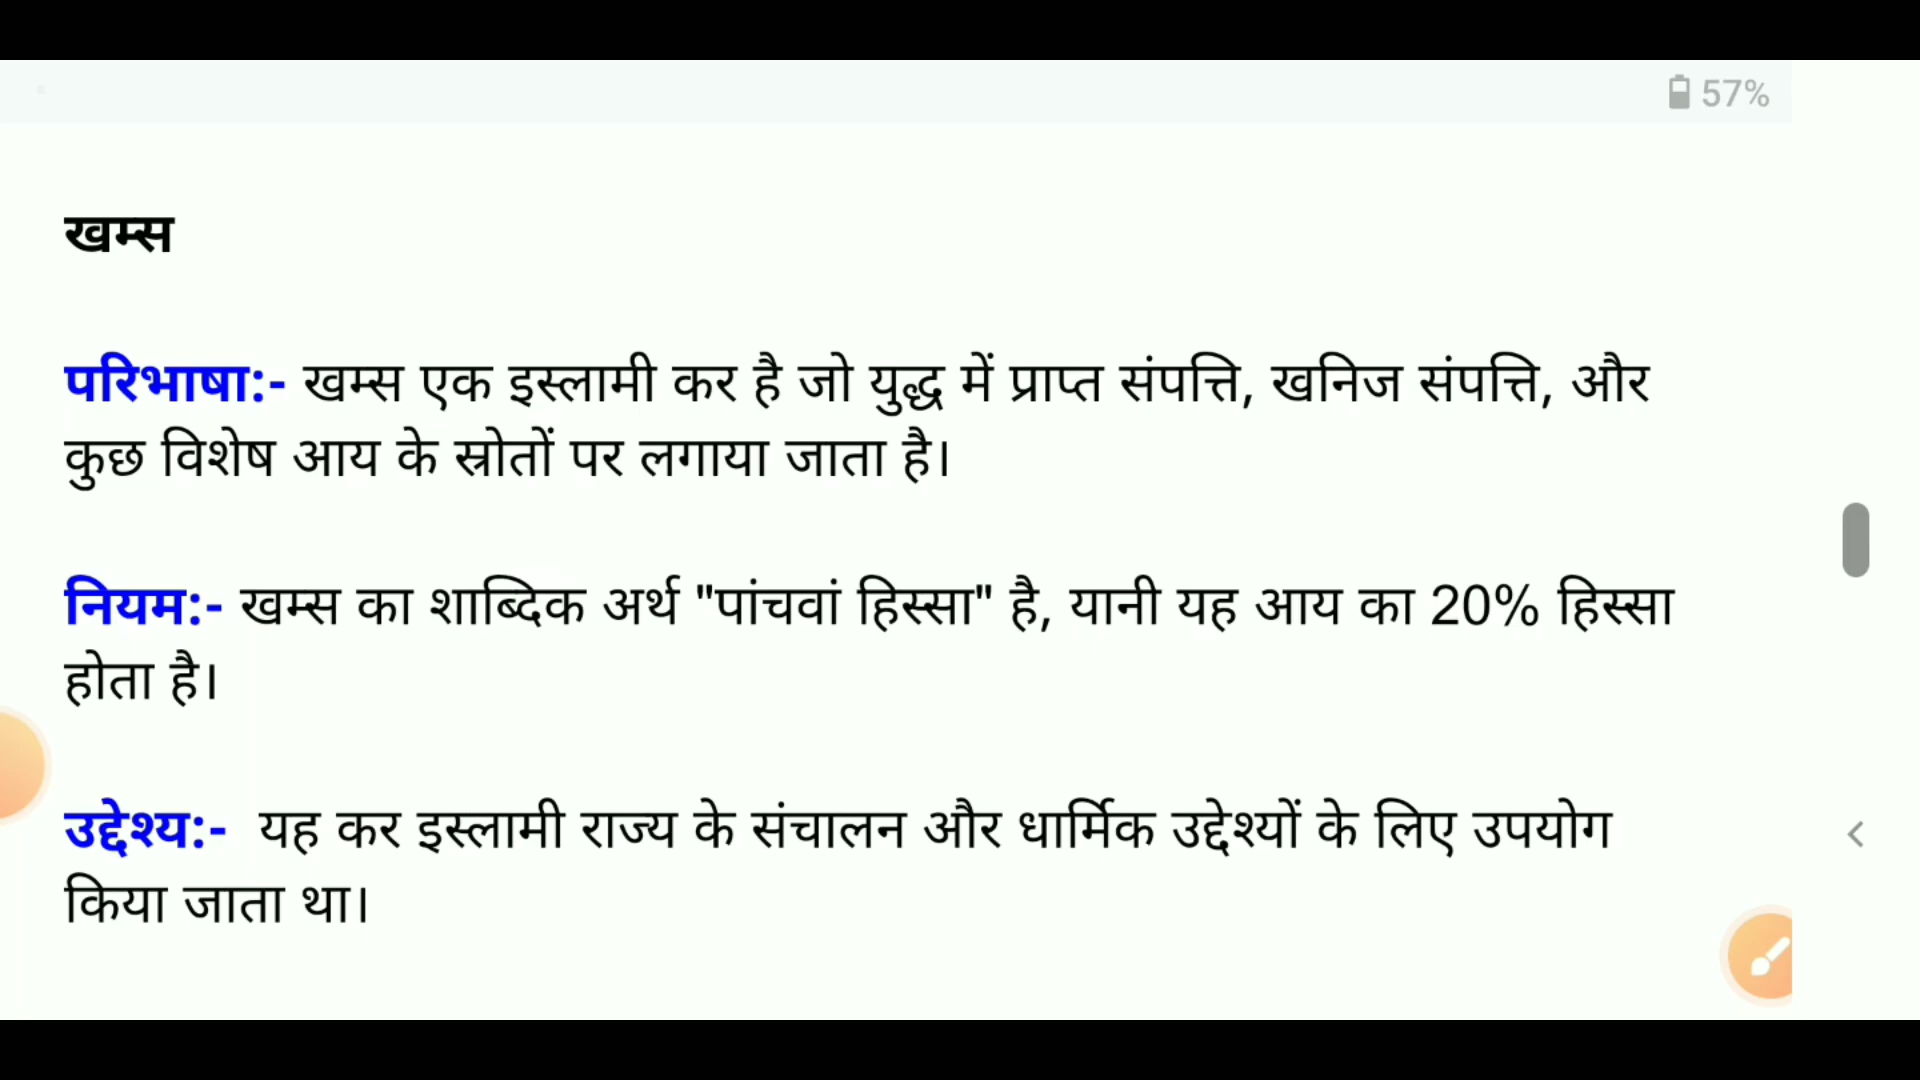 57%
खम्स
परिभाषा:- खम्स एक इस्लामी कर है जो युद्ध में प्राप्त संपत्ति, खनिज संपत्ति, और
कुछ विशेष आय के स्रोतों पर लगाया जाता है।
नियम:- खम्स का शाब्दिक अर्थ "पांचवां हिस्सा" है, यानी यह आय का 20% हिस्सा
होता है।
उद्देश्य:- यह कर इस्लामी राज्य के संचालन और धार्मिक उद्देश्यों के लिए उपयोग
किया जाता था।